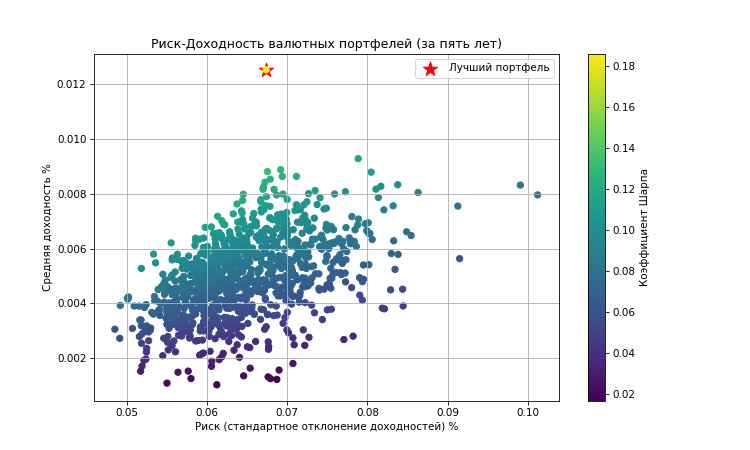 Риск-Доходность валютных портфелей (за пять лет)
Лучший портфель
Средняя доходность %
0.012
0.010
0.008
0.006
0.004
0.002
0.05 0.06 0.07 0.08 0.09 0.10
Риск (стандартное отклонение доходностей) %
0.18
0.16
0.14
0.12
0.10
0.08
0.06
0.04
0.02
Коэффициент Шарпа